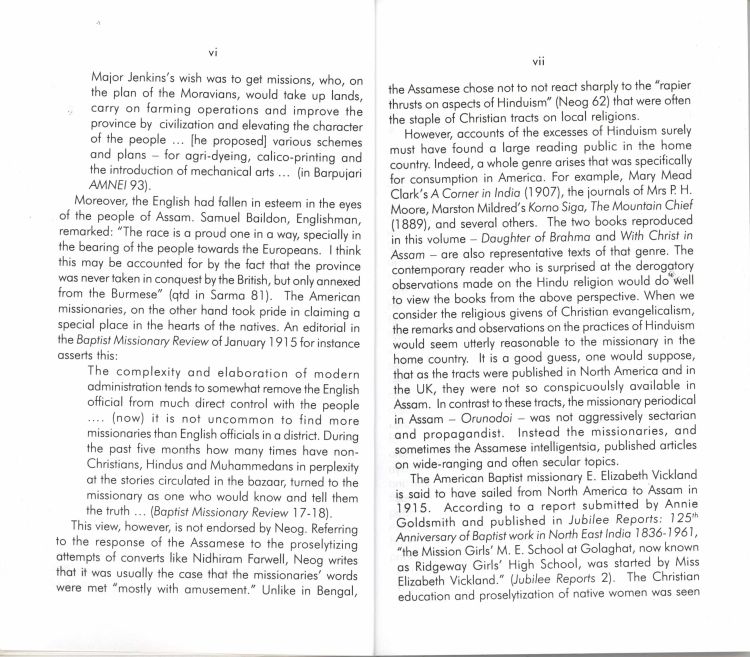 vi
Major Jenkins's wish was to get missions, who, on
the plan of the Moravians, would take up lands,
carry on farming operations and improve the
province by civilization and elevating the character
of the people ... [he proposed] various schemes
and plans – for agri-dyeing, calico-printing and
the introduction of mechanical arts ... (in Barpujari
AMNEI 93).
Moreover, the English had fallen in esteem in the eyes
of the people of Assam. Samuel Baildon, Englishman,
remarked: "The race is a proud one in a way, specially in
the bearing of the people towards the Europeans. I think
this may be accounted for by the fact that the province
was never taken in conquest by the British, but only annexed
from the Burmese" (qtd in Sarma 81). The American
missionaries, on the other hand took pride in claiming a
special place in the hearts of the natives. An editorial in
the Baptist Missionary Review of January 1915 for instance
asserts this:
The complexity and elaboration of modern
administration tends to somewhat remove the English
official from much direct control with the people
.... (now) it is not uncommon to find more
missionaries than English officials in a district. During
the past five months how many times have non-
Christians, Hindus and Muhammedans in perplexity
at the stories circulated in the bazaar, turned to the
missionary as one who would know and tell them
the truth ... (Baptist Missionary Review 17-18).
This view, however, is not endorsed by Neog. Referring
to the response of the Assamese to the proselytizing
attempts of converts like Nidhiram Farwell, Neog writes
that it was usually the case that the missionaries' words
were met "mostly with amusement." Unlike in Bengal,
vii
the Assamese chose not to not react sharply to the "rapier
thrusts on aspects of Hinduism" (Neog 62) that were often
the staple of Christian tracts on local religions.
However, accounts of the excesses of Hinduism surely
must have found a large reading public in the home
country. Indeed, a whole genre arises that was specifically
for consumption in America. For example, Mary Mead
Clark's A Corner in India (1907), the journals of Mrs P. H.
Moore, Marston Mildred's Korno Siga, The Mountain Chief
(1889), and several others. The two books reproduced
in this volume – Daughter of Brahma and With Christ in
Assam – are also representative texts of that genre. The
contemporary reader who is surprised at the derogatory
observations made on the Hindu religion would do well
to view the books from the above perspective. When we
consider the religious givens of Christian evangelicalism,
the remarks and observations on the practices of Hinduism
would seem utterly reasonable to the missionary in the
home country. It is a good guess, one would suppose,
that as the tracts were published in North America and in
the UK, they were not so conspicuoulsly available in
Assam. In contrast to these tracts, the missionary periodical
in Assam – Orunodoi – was not aggressively sectarian
and propagandist. Instead the missionaries, and
sometimes the Assamese intelligentsia, published articles
on wide-ranging and often secular topics.
The American Baptist missionary E. Elizabeth Vickland
is said to have sailed from North America to Assam in
1915. According to a report submitted by Annie
Goldsmith and published in Jubilee Reports: 125th
Anniversary of Baptist work in North East India 1836-1961,
"the Mission Girls' M. E. School at Golaghat, now known
as Ridgeway Girls' High School, was started by Miss
Elizabeth Vickland." (Jubilee Reports 2). The Christian
education and proselytization of native women was seen